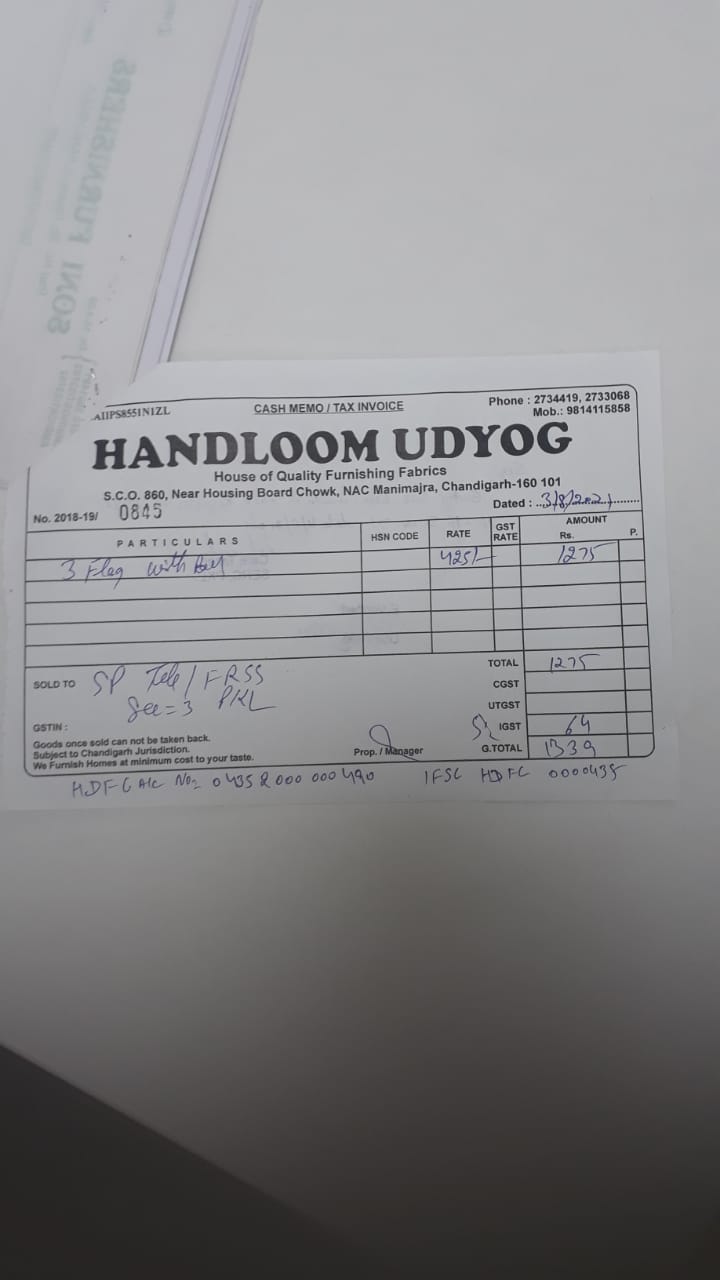 SONI FURNISHERS
AIIPS8551N1ZL
CASH MEMO / TAX INVOICE
Phone : 2734419, 2733068
Mob.: 9814115858
HANDLOOM UDYOG
House of Quality Furnishing Fabrics
S.C.O. 860, Near Housing Board Chowk, NAC Manimajra, Chandigarh-160 101
No. 2018-19/ 0845
Dated : 3/8/2021
PARTICULARS HSN CODE RATE GST RATE AMOUNT Rs. P.
3 Flag with 425/- 1275
TOTAL 1275
SOLD TO SP Tele / FRSS
CGST
Sec=3 PKL
UTGST
GSTIN :
IGST 64
Goods once sold can not be taken back.
Subject to Chandigarh Jurisdiction.
We Furnish Homes at minimum cost to your taste.
Prop. / Manager
G.TOTAL 1339
HDFC A/c No= IFSC HDFC 0000435